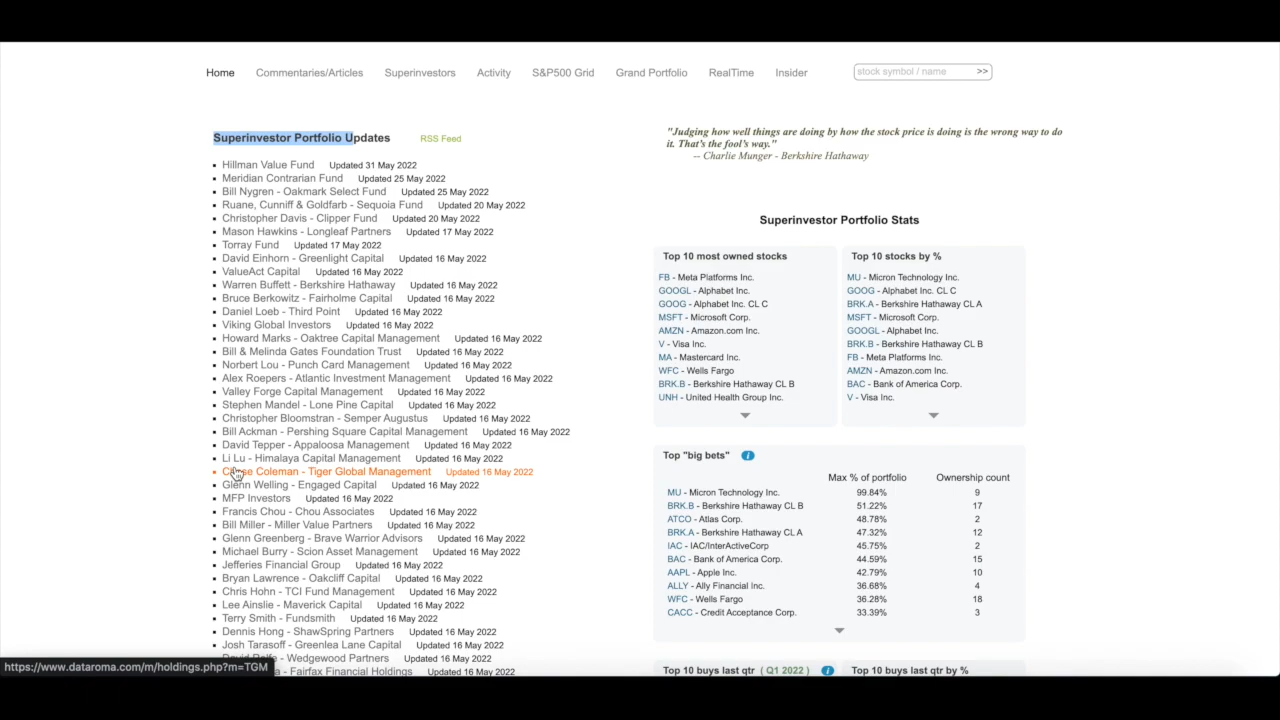 Home Commentaries/Articles Superinvestors Activity S&P500 Grid Grand Portfolio RealTime Insider stock symbol / name >>
Superinvestor Portfolio Updates RSS Feed
Hillman Value Fund Updated 31 May 2022
Meridian Contrarian Fund Updated 25 May 2022
Bill Nygren - Oakmark Select Fund Updated 25 May 2022
Ruane, Cunniff & Goldfarb - Sequoia Fund Updated 20 May 2022
Christopher Davis - Clipper Fund Updated 20 May 2022
Mason Hawkins - Longleaf Partners Updated 17 May 2022
Torray Fund Updated 17 May 2022
David Einhorn - Greenlight Capital Updated 16 May 2022
ValueAct Capital Updated 16 May 2022
Warren Buffett - Berkshire Hathaway Updated 16 May 2022
Bruce Berkowitz - Fairholme Capital Updated 16 May 2022
Daniel Loeb - Third Point Updated 16 May 2022
Viking Global Investors Updated 16 May 2022
Howard Marks - Oaktree Capital Management Updated 16 May 2022
Bill & Melinda Gates Foundation Trust Updated 16 May 2022
Norbert Lou - Punch Card Management Updated 16 May 2022
Alex Roepers - Atlantic Investment Management Updated 16 May 2022
Valley Forge Capital Management Updated 16 May 2022
Stephen Mandel - Lone Pine Capital Updated 16 May 2022
Christopher Bloomstran - Semper Augustus Updated 16 May 2022
Bill Ackman - Pershing Square Capital Management Updated 16 May 2022
David Tepper - Appaloosa Management Updated 16 May 2022
Li Lu - Himalaya Capital Management Updated 16 May 2022
Coleman - Tiger Global Management Updated 16 May 2022
Glenn Welling - Engaged Capital Updated 16 May 2022
MFP Investors Updated 16 May 2022
Francis Chou - Chou Associates Updated 16 May 2022
Bill Miller - Miller Value Partners Updated 16 May 2022
Glenn Greenberg - Brave Warrior Advisors Updated 16 May 2022
Michael Burry - Scion Asset Management Updated 16 May 2022
Jefferies Financial Group Updated 16 May 2022
Bryan Lawrence - Oakcliff Capital Updated 16 May 2022
Chris Hohn - TCI Fund Management Updated 16 May 2022
Lee Ainslie - Maverick Capital Updated 16 May 2022
Terry Smith - Fundsmith Updated 16 May 2022
Dennis Hong - ShawSpring Partners Updated 16 May 2022
Josh Tarasoff - Greenlea Lane Capital Updated 16 May 2022
- Wedgewood Partners Updated 16 May 2022
- Fairfax Financial Holdings Updated 16 May 2022
https://www.dataroma.com/m/holdings.php?m=TGM
"Judging how well things are doing by how the stock price is doing is the wrong way to do
it. That's the fool's way."
-- Charlie Munger - Berkshire Hathaway
Superinvestor Portfolio Stats
Top 10 most owned stocks
FB - Meta Platforms Inc.
GOOGL - Alphabet Inc.
GOOG - Alphabet Inc. CL C
MSFT - Microsoft Corp.
AMZN - Amazon.com Inc.
V - Visa Inc.
MA - Mastercard Inc.
WFC - Wells Fargo
BRK.B - Berkshire Hathaway CL B
UNH - United Health Group Inc.
Top 10 stocks by %
MU - Micron Technology Inc.
GOOG - Alphabet Inc. CL C
BRK.A - Berkshire Hathaway CL A
MSFT - Microsoft Corp.
GOOGL - Alphabet Inc.
BRK.B - Berkshire Hathaway CL B
FB - Meta Platforms Inc.
AMZN - Amazon.com Inc.
BAC - Bank of America Corp.
V - Visa Inc.
Top "big bets" i
Max % of portfolio Ownership count
MU - Micron Technology Inc. 99.84% 9
BRK.B - Berkshire Hathaway CL B 51.22% 17
ATCO - Atlas Corp. 48.78% 2
BRK.A - Berkshire Hathaway CL A 47.32% 12
IAC - IAC/InterActiveCorp 45.75% 2
BAC - Bank of America Corp. 44.59% 15
AAPL - Apple Inc. 42.79% 10
ALLY - Ally Financial Inc. 36.68% 4
WFC - Wells Fargo 36.28% 18
CACC - Credit Acceptance Corp. 33.39% 3
Top 10 buys last qtr ( Q1 2022 ) i
Top 10 buys last qtr by %